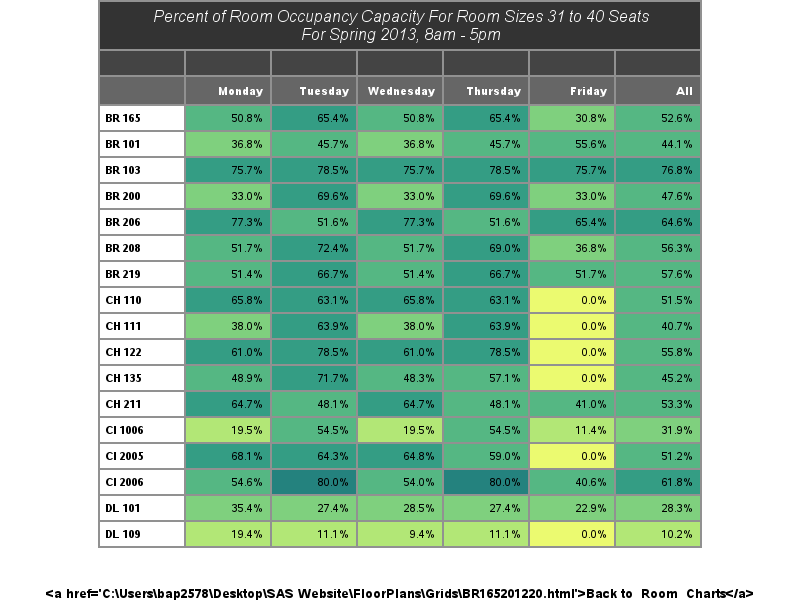 Percent of Room Occupancy Capacity For Room Sizes 31 to 40 Seats
For Spring 2013, 8am - 5pm
Monday Tuesday Wednesday Thursday Friday All
BR 165 50.8% 65.4% 50.8% 65.4% 30.8% 52.6%
BR 101 36.8% 45.7% 36.8% 45.7% 55.6% 44.1%
BR 103 75.7% 78.5% 75.7% 78.5% 75.7% 76.8%
BR 200 33.0% 69.6% 33.0% 69.6% 33.0% 47.6%
BR 206 77.3% 51.6% 77.3% 51.6% 65.4% 64.6%
BR 208 51.7% 72.4% 51.7% 69.0% 36.8% 56.3%
BR 219 51.4% 66.7% 51.4% 66.7% 51.7% 57.6%
CH 110 65.8% 63.1% 65.8% 63.1% 0.0% 51.5%
CH 111 38.0% 63.9% 38.0% 63.9% 0.0% 40.7%
CH 122 61.0% 78.5% 61.0% 78.5% 0.0% 55.8%
CH 135 48.9% 71.7% 48.3% 57.1% 0.0% 45.2%
CH 211 64.7% 48.1% 64.7% 48.1% 41.0% 53.3%
CI 1006 19.5% 54.5% 19.5% 54.5% 11.4% 31.9%
CI 2005 68.1% 64.3% 64.8% 59.0% 0.0% 51.2%
CI 2006 54.6% 80.0% 54.0% 80.0% 40.6% 61.8%
DL 101 35.4% 27.4% 28.5% 27.4% 22.9% 28.3%
DL 109 19.4% 11.1% 9.4% 11.1% 0.0% 10.2%
<a href='C:\Users\bap2578\Desktop\SAS Website\FloorPlans\Grids\BR165201220.html'>Back to Room Charts</a>